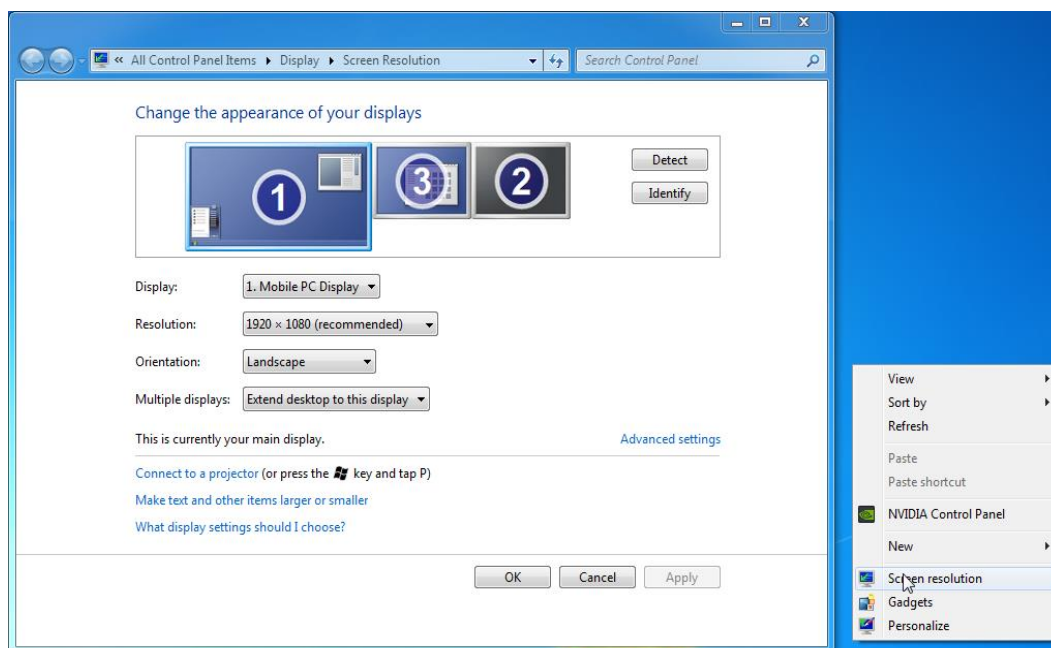 « All Control Panel Items ▸ Display ▸ Screen Resolution
Search Control Panel
Change the appearance of your displays
1
3
2
Detect
Identify
Display: 1. Mobile PC Display
Resolution: 1920 × 1080 (recommended)
Orientation: Landscape
Multiple displays: Extend desktop to this display
This is currently your main display. Advanced settings
Connect to a projector (or press the key and tap P)
Make text and other items larger or smaller
What display settings should I choose?
OK Cancel Apply
View
Sort by
Refresh
Paste
Paste shortcut
NVIDIA Control Panel
New
Screen resolution
Gadgets
Personalize